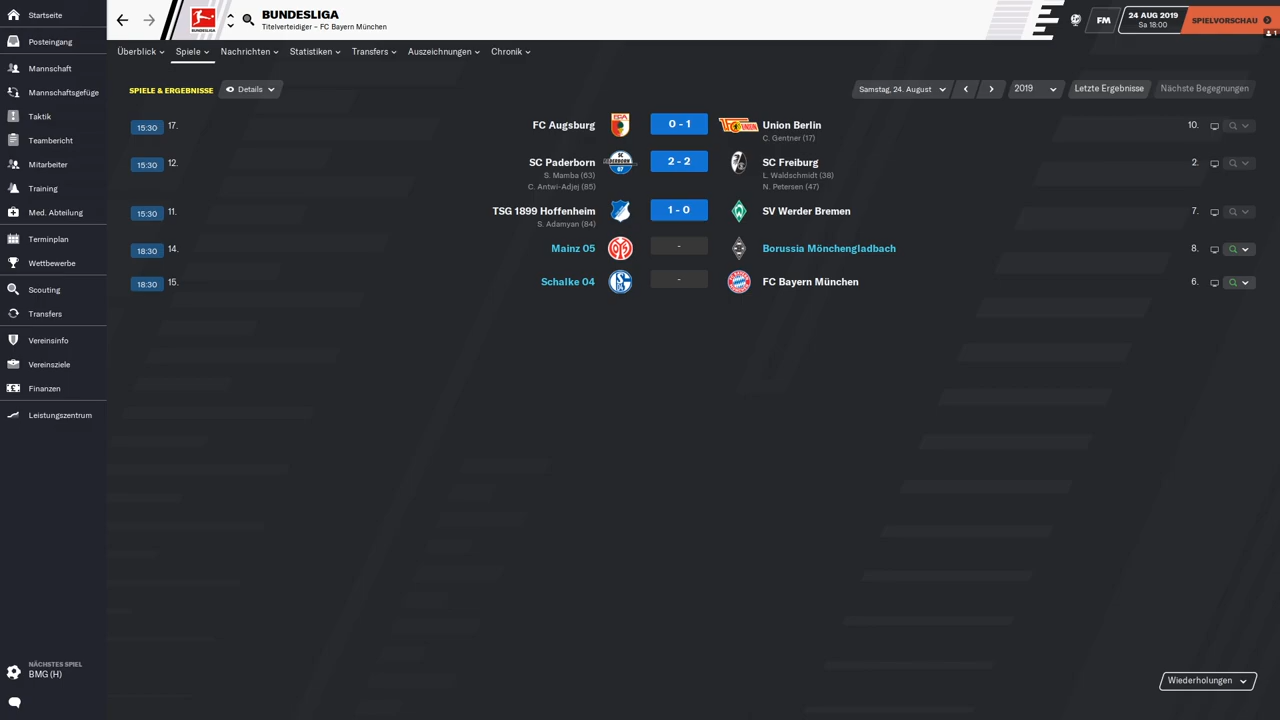 Startseite
Posteingang
Mannschaft
Mannschaftsgefüge
Taktik
Teambericht
Mitarbeiter
Training
Med. Abteilung
Terminplan
Wettbewerbe
Scouting
Transfers
Vereinsinfo
Vereinsziele
Finanzen
Leistungszentrum
NÄCHSTES SPIEL
BMG (H)
BUNDESLIGA
BUNDESLIGA
Titelverteidiger – FC Bayern München
FM
24 AUG 2019
Sa 18:00
SPIELVORSCHAU
1
Überblick Spiele Nachrichten Statistiken Transfers Auszeichnungen Chronik
SPIELE & ERGEBNISSE Details Samstag, 24. August 2019 Letzte Ergebnisse Nächste Begegnungen
15:30 17. FC Augsburg 0 - 1 Union Berlin 10.
C. Gentner (17)
15:30 12. SC Paderborn 2 - 2 SC Freiburg 2.
S. Mamba (63) L. Waldschmidt (38)
C. Antwi-Adjej (85) N. Petersen (47)
15:30 11. TSG 1899 Hoffenheim 1 - 0 SV Werder Bremen 7.
S. Adamyan (84)
18:30 14. Mainz 05 - Borussia Mönchengladbach 8.
18:30 15. Schalke 04 - FC Bayern München 6.
Wiederholungen